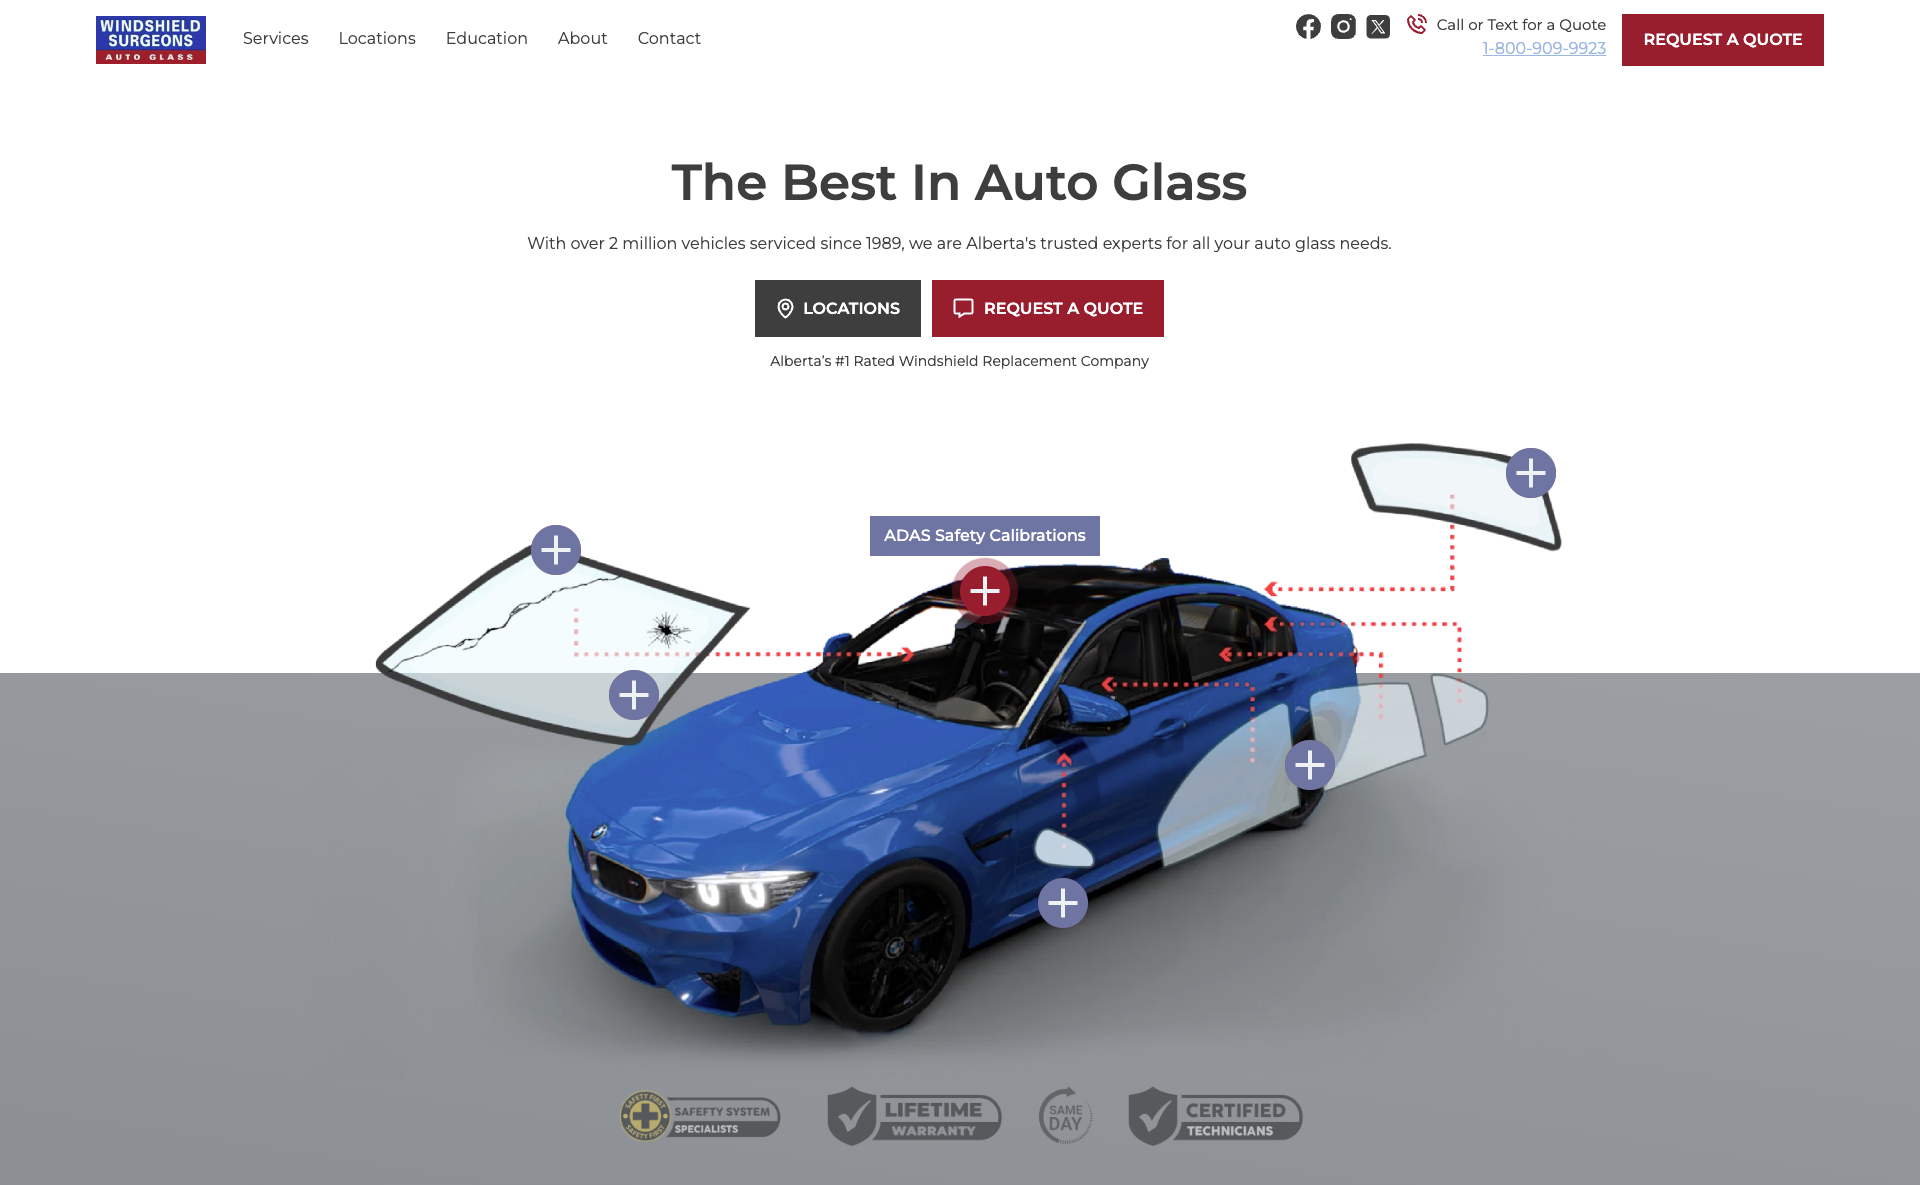 WINDSHIELD
SURGEONS
AUTO GLASS
Services
Locations
Education
About
Contact
Call or Text for a Quote
1-800-909-9923
REQUEST A QUOTE
The Best In Auto Glass
With over 2 million vehicles serviced since 1989, we are Alberta's trusted experts for all your auto glass needs.
LOCATIONS
REQUEST A QUOTE
Alberta’s #1 Rated Windshield Replacement Company
ADAS Safety Calibrations
SAFETY FIRST
SAFETY FIRST
SAFEFTY SYSTEM
SPECIALISTS
LIFETIME
WARRANTY
SAME
DAY
CERTIFIED
TECHNICIANS